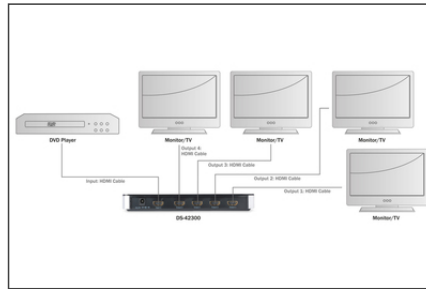 DVD Player
Monitor/TV
Monitor/TV
Monitor/TV
Output 4:
HDMI Cable
Output 3: HDMI Cable
Output 2: HDMI Cable
Input: HDMI Cable
Output 1: HDMI Cable
DS-42300
Monitor/TV